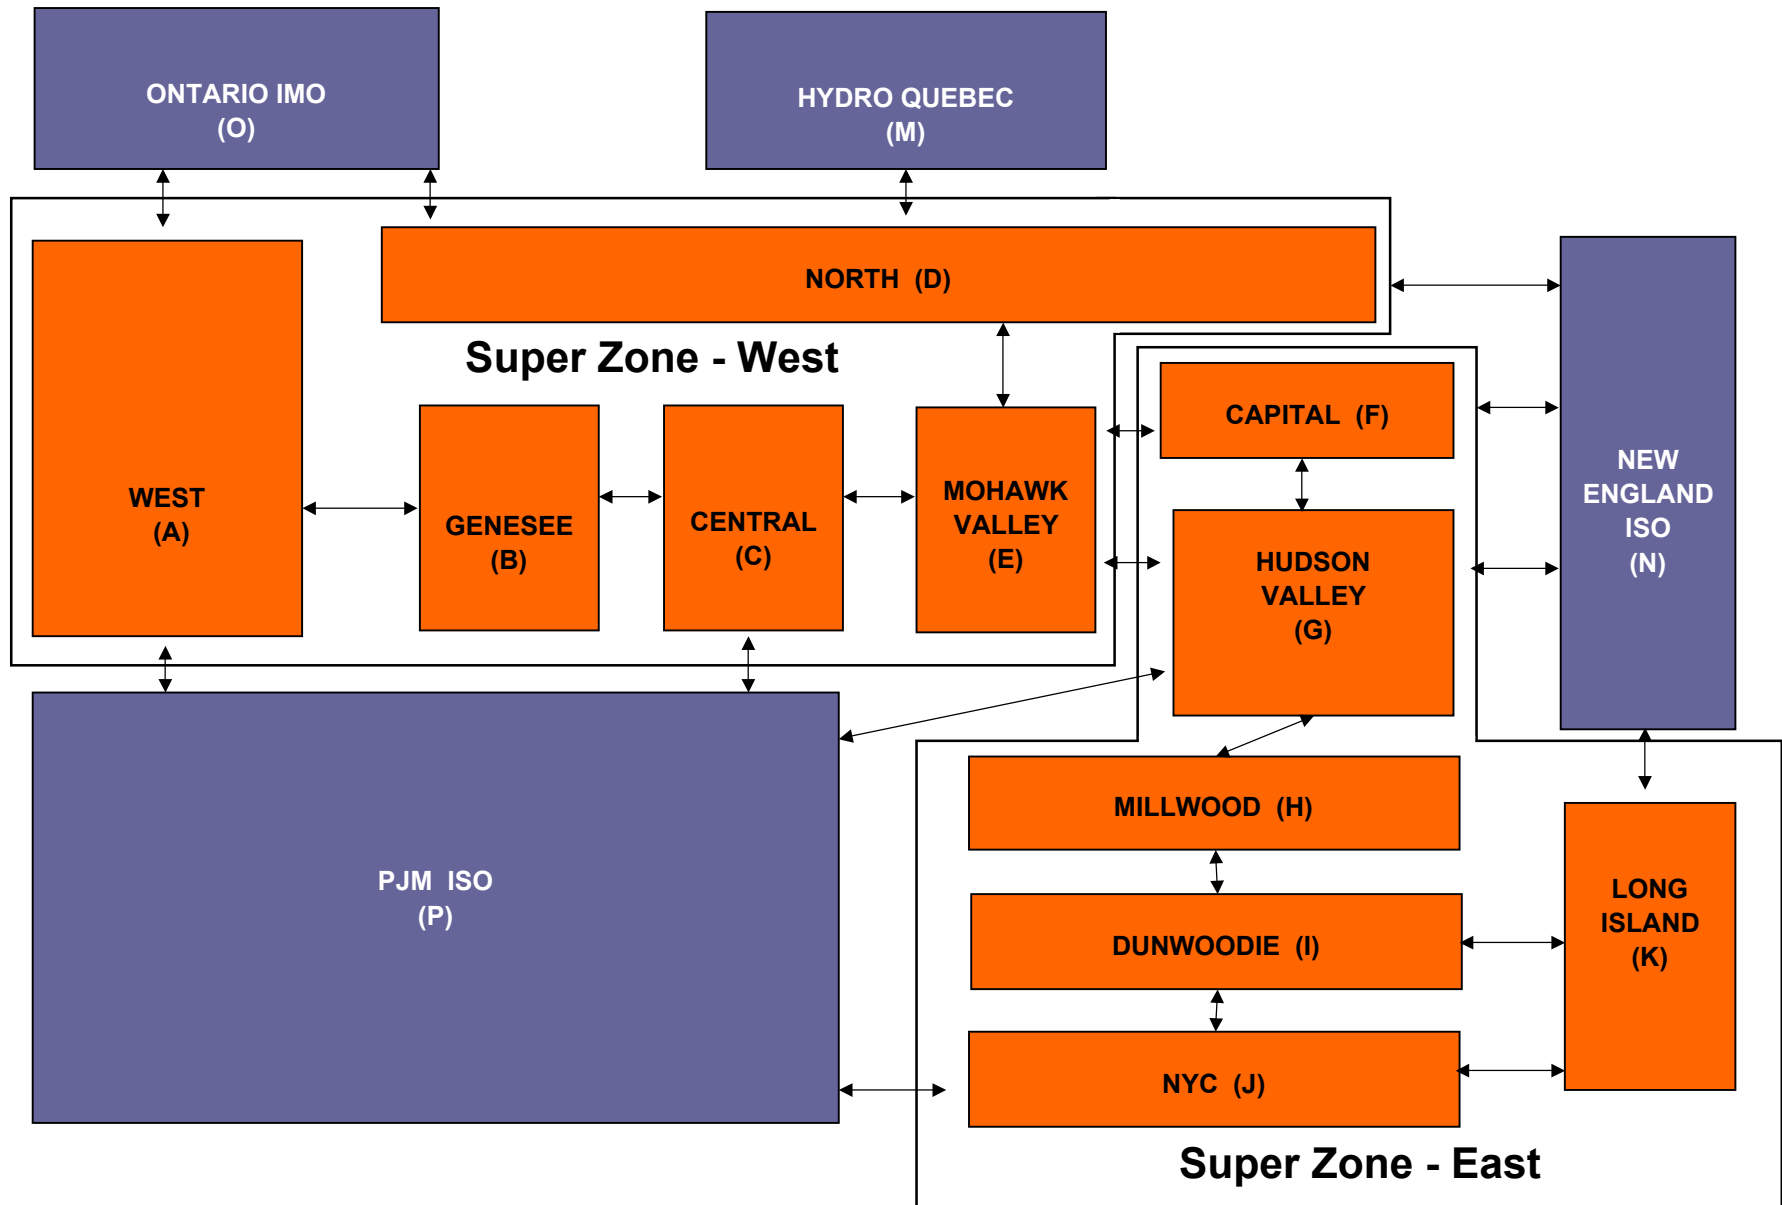 ONTARIO IMO
(O)
HYDRO QUEBEC
(M)
NORTH (D)
Super Zone - West
CAPITAL (F)
NEW
ENGLAND
ISO
(N)
WEST
(A)
GENESEE
(B)
CENTRAL
(C)
MOHAWK
VALLEY
(E)
HUDSON
VALLEY
(G)
MILLWOOD (H)
PJM ISO
(P)
DUNWOODIE (I)
LONG
ISLAND
(K)
NYC (J)
Super Zone - East